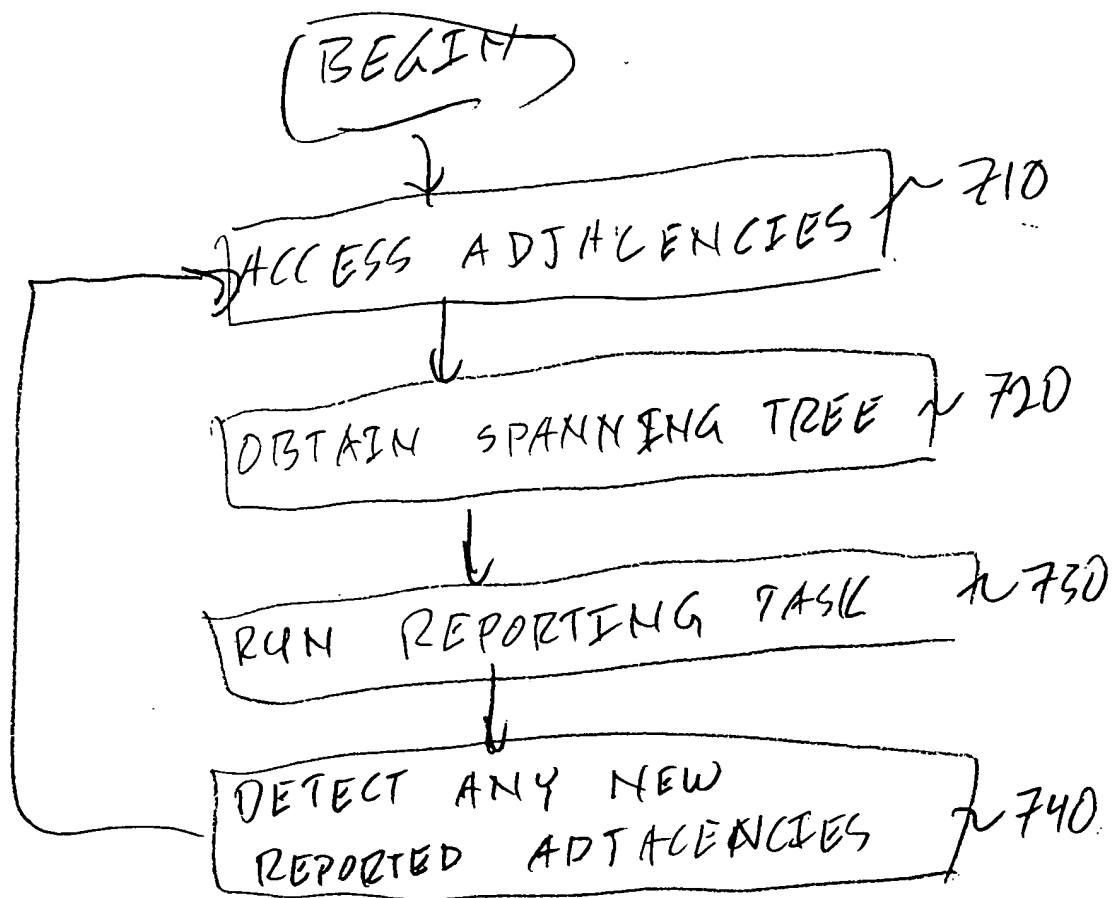 BEGIN
ACCESS ADJACENCIES 710
OBTAIN SPANNING TREE 720
RUN REPORTING TASK 730
DETECT ANY NEW
REPORTED ADJACENCIES 740